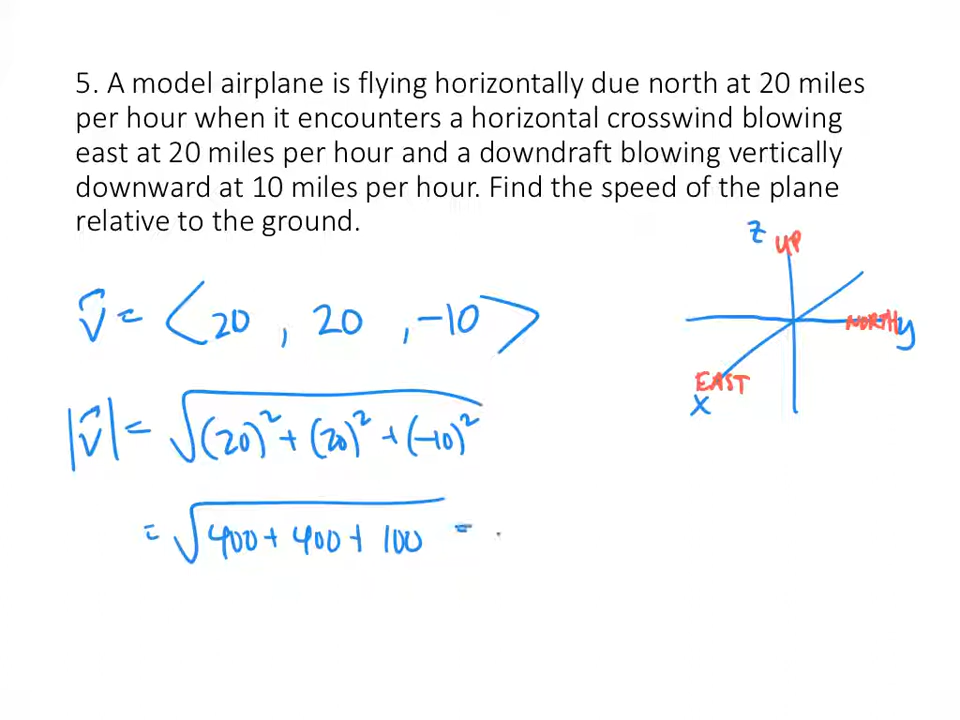 5. A model airplane is flying horizontally due north at 20 miles
per hour when it encounters a horizontal crosswind blowing
east at 20 miles per hour and a downdraft blowing vertically
downward at 10 miles per hour. Find the speed of the plane
relative to the ground.
Z UP
NORTH y
EAST
X
v⃗ = ⟨20 , 20 , -10⟩
|v⃗| = √((20)² + (20)² + (-10)²)
= √(400 + 400 + 100) =